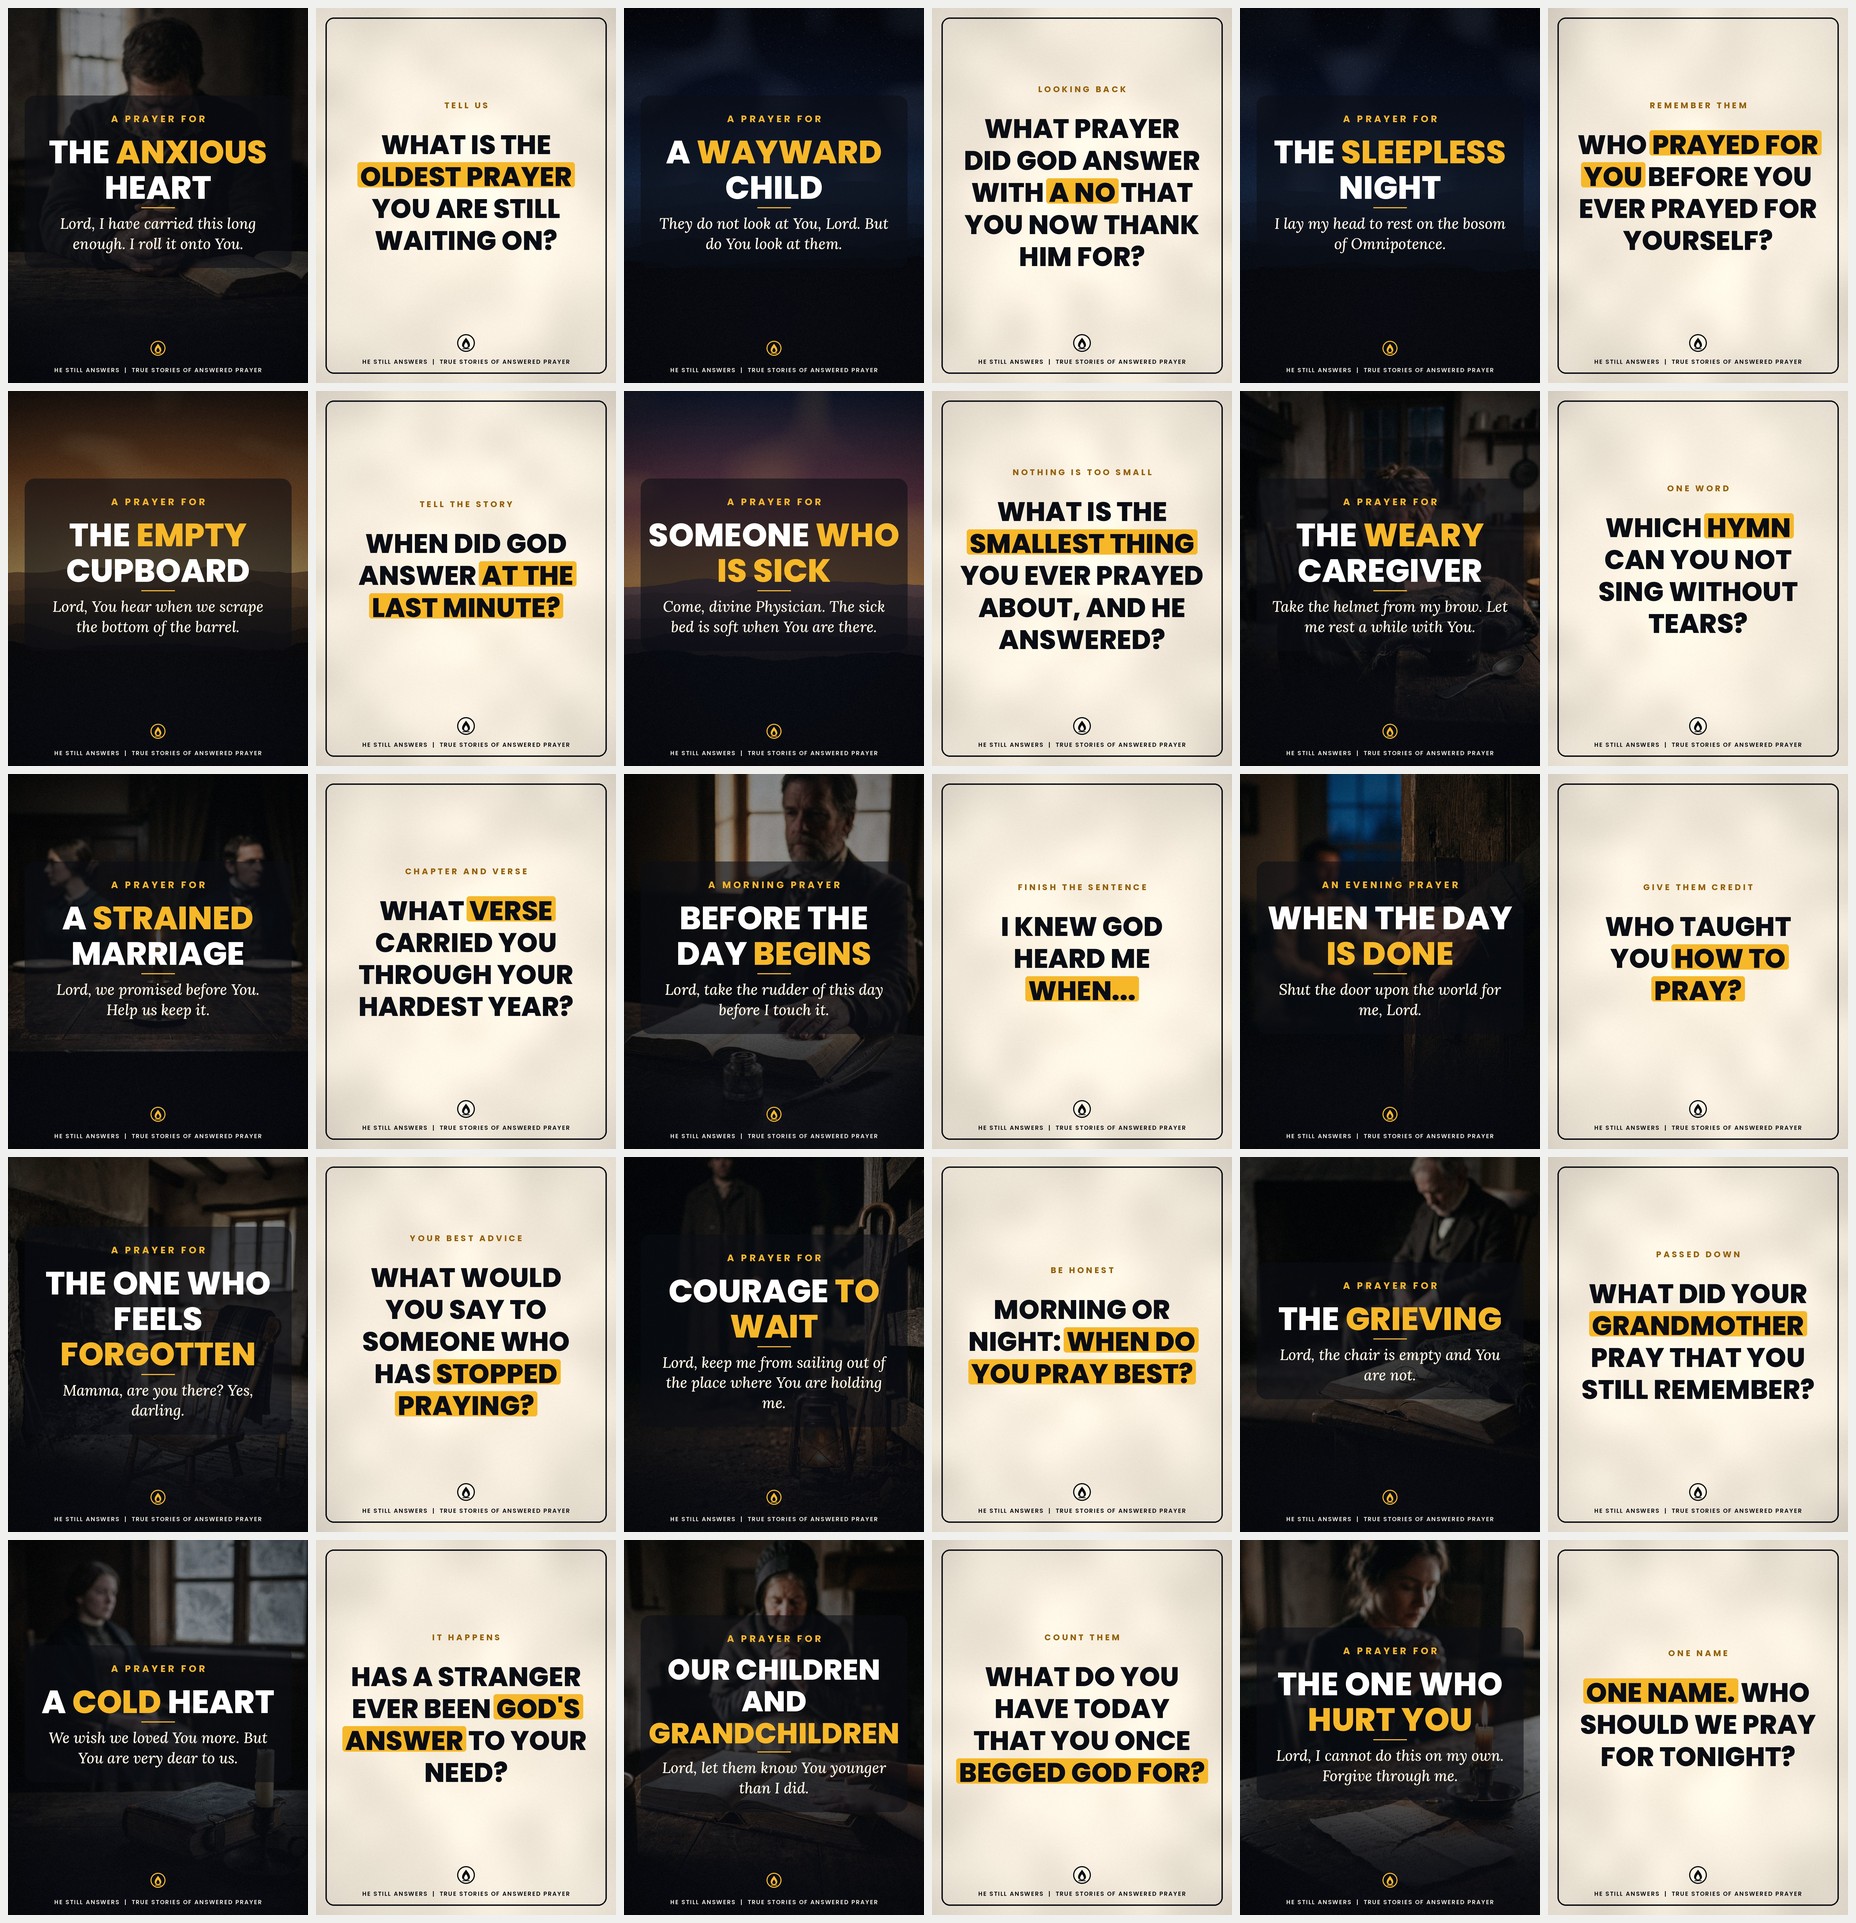 A PRAYER FOR
THE ANXIOUS
HEART
Lord, I have carried this long
enough. I roll it onto You.
HE STILL ANSWERS | TRUE STORIES OF ANSWERED PRAYER
TELL US
WHAT IS THE
OLDEST PRAYER
YOU ARE STILL
WAITING ON?
HE STILL ANSWERS | TRUE STORIES OF ANSWERED PRAYER
A PRAYER FOR
A WAYWARD
CHILD
They do not look at You, Lord. But
do You look at them.
HE STILL ANSWERS | TRUE STORIES OF ANSWERED PRAYER
LOOKING BACK
WHAT PRAYER
DID GOD ANSWER
WITH A NO THAT
YOU NOW THANK
HIM FOR?
HE STILL ANSWERS | TRUE STORIES OF ANSWERED PRAYER
A PRAYER FOR
THE SLEEPLESS
NIGHT
I lay my head to rest on the bosom
of Omnipotence.
HE STILL ANSWERS | TRUE STORIES OF ANSWERED PRAYER
REMEMBER THEM
WHO PRAYED FOR
YOU BEFORE YOU
EVER PRAYED FOR
YOURSELF?
HE STILL ANSWERS | TRUE STORIES OF ANSWERED PRAYER
A PRAYER FOR
THE EMPTY
CUPBOARD
Lord, You hear when we scrape
the bottom of the barrel.
HE STILL ANSWERS | TRUE STORIES OF ANSWERED PRAYER
TELL THE STORY
WHEN DID GOD
ANSWER AT THE
LAST MINUTE?
HE STILL ANSWERS | TRUE STORIES OF ANSWERED PRAYER
A PRAYER FOR
SOMEONE WHO
IS SICK
Come, divine Physician. The sick
bed is soft when You are there.
HE STILL ANSWERS | TRUE STORIES OF ANSWERED PRAYER
NOTHING IS TOO SMALL
WHAT IS THE
SMALLEST THING
YOU EVER PRAYED
ABOUT, AND HE
ANSWERED?
HE STILL ANSWERS | TRUE STORIES OF ANSWERED PRAYER
A PRAYER FOR
THE WEARY
CAREGIVER
Take the helmet from my brow. Let
me rest a while with You.
HE STILL ANSWERS | TRUE STORIES OF ANSWERED PRAYER
ONE WORD
WHICH HYMN
CAN YOU NOT
SING WITHOUT
TEARS?
HE STILL ANSWERS | TRUE STORIES OF ANSWERED PRAYER
A PRAYER FOR
A STRAINED
MARRIAGE
Lord, we promised before You.
Help us keep it.
HE STILL ANSWERS | TRUE STORIES OF ANSWERED PRAYER
CHAPTER AND VERSE
WHAT VERSE
CARRIED YOU
THROUGH YOUR
HARDEST YEAR?
HE STILL ANSWERS | TRUE STORIES OF ANSWERED PRAYER
A MORNING PRAYER
BEFORE THE
DAY BEGINS
Lord, take the rudder of this day
before I touch it.
HE STILL ANSWERS | TRUE STORIES OF ANSWERED PRAYER
FINISH THE SENTENCE
I KNEW GOD
HEARD ME
WHEN...
HE STILL ANSWERS | TRUE STORIES OF ANSWERED PRAYER
AN EVENING PRAYER
WHEN THE DAY
IS DONE
Shut the door upon the world for
me, Lord.
HE STILL ANSWERS | TRUE STORIES OF ANSWERED PRAYER
GIVE THEM CREDIT
WHO TAUGHT
YOU HOW TO
PRAY?
HE STILL ANSWERS | TRUE STORIES OF ANSWERED PRAYER
A PRAYER FOR
THE ONE WHO
FEELS
FORGOTTEN
Mamma, are you there? Yes,
darling.
HE STILL ANSWERS | TRUE STORIES OF ANSWERED PRAYER
YOUR BEST ADVICE
WHAT WOULD
YOU SAY TO
SOMEONE WHO
HAS STOPPED
PRAYING?
HE STILL ANSWERS | TRUE STORIES OF ANSWERED PRAYER
A PRAYER FOR
COURAGE TO
WAIT
Lord, keep me from sailing out of
the place where You are holding
me.
HE STILL ANSWERS | TRUE STORIES OF ANSWERED PRAYER
BE HONEST
MORNING OR
NIGHT: WHEN DO
YOU PRAY BEST?
HE STILL ANSWERS | TRUE STORIES OF ANSWERED PRAYER
A PRAYER FOR
THE GRIEVING
Lord, the chair is empty and You
are not.
HE STILL ANSWERS | TRUE STORIES OF ANSWERED PRAYER
PASSED DOWN
WHAT DID YOUR
GRANDMOTHER
PRAY THAT YOU
STILL REMEMBER?
HE STILL ANSWERS | TRUE STORIES OF ANSWERED PRAYER
A PRAYER FOR
A COLD HEART
We wish we loved You more. But
You are very dear to us.
HE STILL ANSWERS | TRUE STORIES OF ANSWERED PRAYER
IT HAPPENS
HAS A STRANGER
EVER BEEN GOD'S
ANSWER TO YOUR
NEED?
HE STILL ANSWERS | TRUE STORIES OF ANSWERED PRAYER
A PRAYER FOR
OUR CHILDREN
AND
GRANDCHILDREN
Lord, let them know You younger
than I did.
HE STILL ANSWERS | TRUE STORIES OF ANSWERED PRAYER
COUNT THEM
WHAT DO YOU
HAVE TODAY
THAT YOU ONCE
BEGGED GOD FOR?
HE STILL ANSWERS | TRUE STORIES OF ANSWERED PRAYER
A PRAYER FOR
THE ONE WHO
HURT YOU
Lord, I cannot do this on my own.
Forgive through me.
HE STILL ANSWERS | TRUE STORIES OF ANSWERED PRAYER
ONE NAME
ONE NAME. WHO
SHOULD WE PRAY
FOR TONIGHT?
HE STILL ANSWERS | TRUE STORIES OF ANSWERED PRAYER